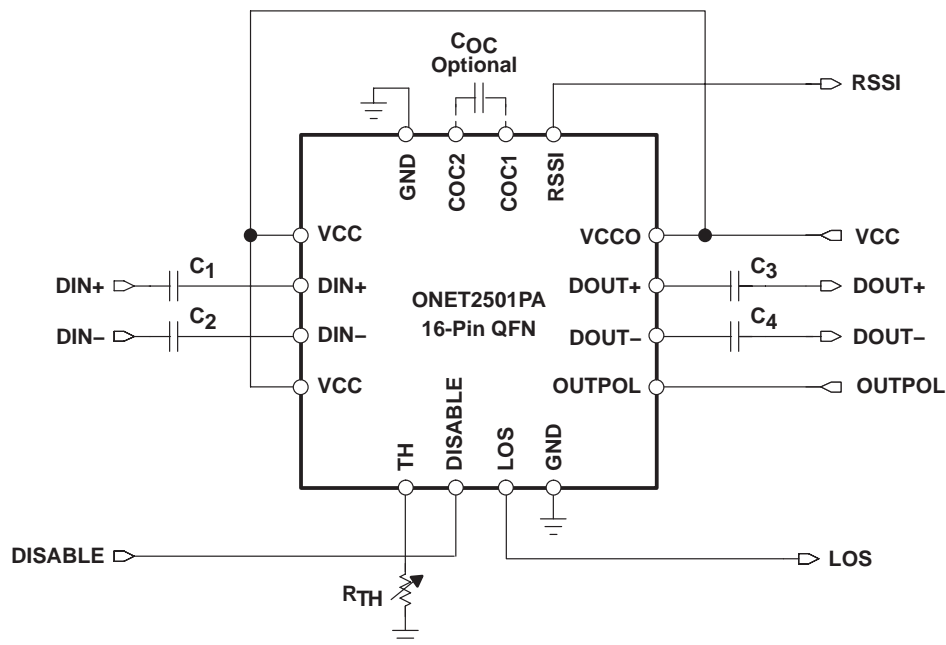 COC
Optional
RSSI
GND
COC2
COC1
RSSI
VCC
VCCO
VCC
DIN+
C1
DIN+
DOUT+
C3
DOUT+
ONET2501PA
16-Pin QFN
DIN–
C2
DIN–
DOUT–
C4
DOUT–
VCC
OUTPOL
OUTPOL
TH
DISABLE
LOS
GND
DISABLE
LOS
RTH